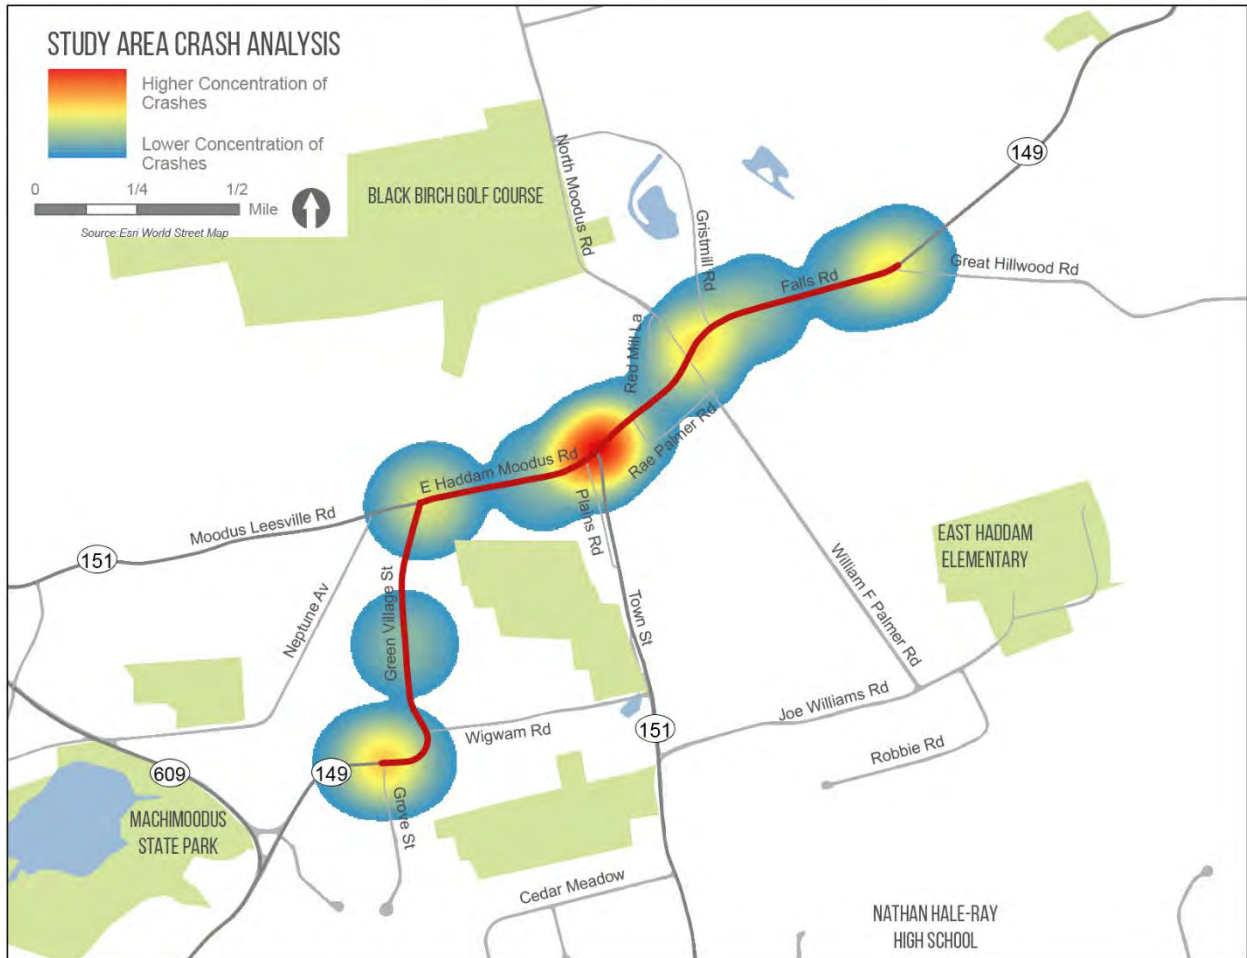 STUDY AREA CRASH ANALYSIS
Higher Concentration of
Crashes
Lower Concentration of
Crashes
0 1/4 1/2
Mile
Source:Esri World Street Map
BLACK BIRCH GOLF COURSE
North Moodus Rd
Gristmill Rd
149
Great Hillwood Rd
Falls Rd
Red Mill La
Rae Palmer Rd
E Haddam Moodus Rd
Plains Rd
Moodus Leesville Rd
151
Neptune Av
Green Village St
Town St
William F Palmer Rd
EAST HADDAM
ELEMENTARY
Joe Williams Rd
Robbie Rd
Wigwam Rd
151
609
149
Grove St
MACHIMOODUS
STATE PARK
Cedar Meadow
NATHAN HALE-RAY
HIGH SCHOOL